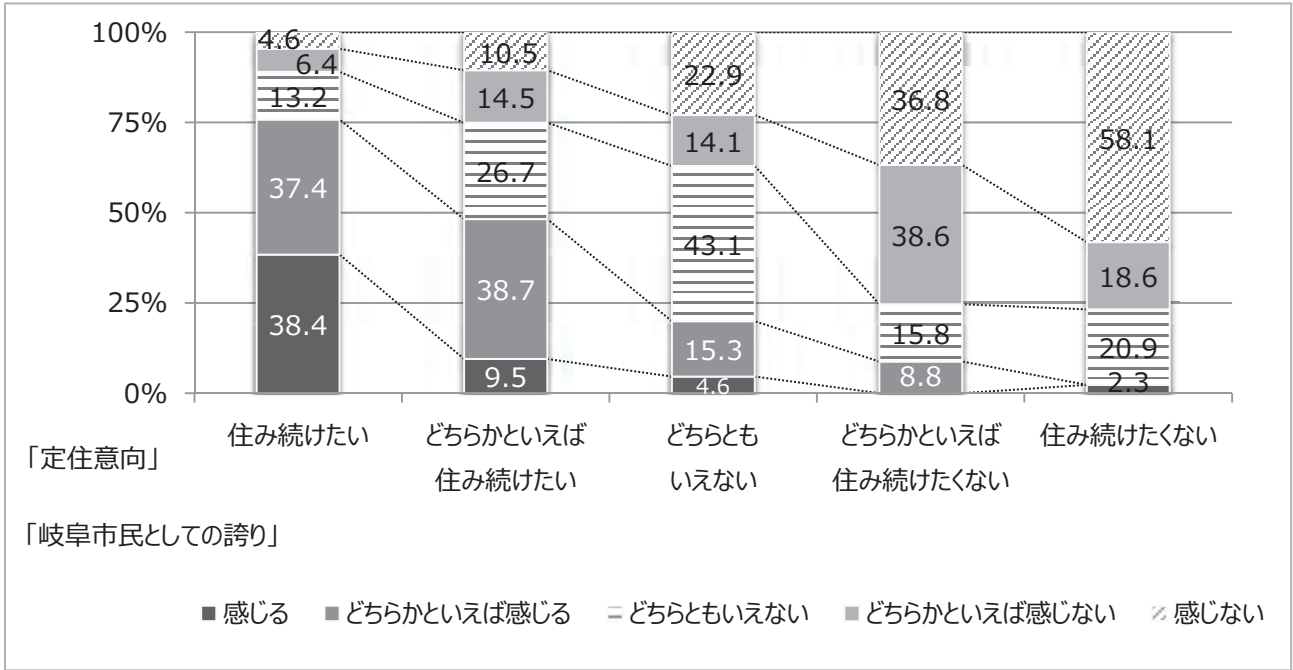 100%
75%
50%
25%
0%
4.6
6.4
13.2
37.4
38.4
10.5
14.5
26.7
38.7
9.5
22.9
14.1
43.1
15.3
4.6
36.8
38.6
15.8
8.8
58.1
18.6
20.9
2.3
「定住意向」
住み続けたい
どちらかといえば
住み続けたい
どちらとも
いえない
どちらかといえば
住み続けたくない
住み続けたくない
「岐阜市民としての誇り」
感じる
どちらかといえば感じる
どちらともいえない
どちらかといえば感じない
感じない